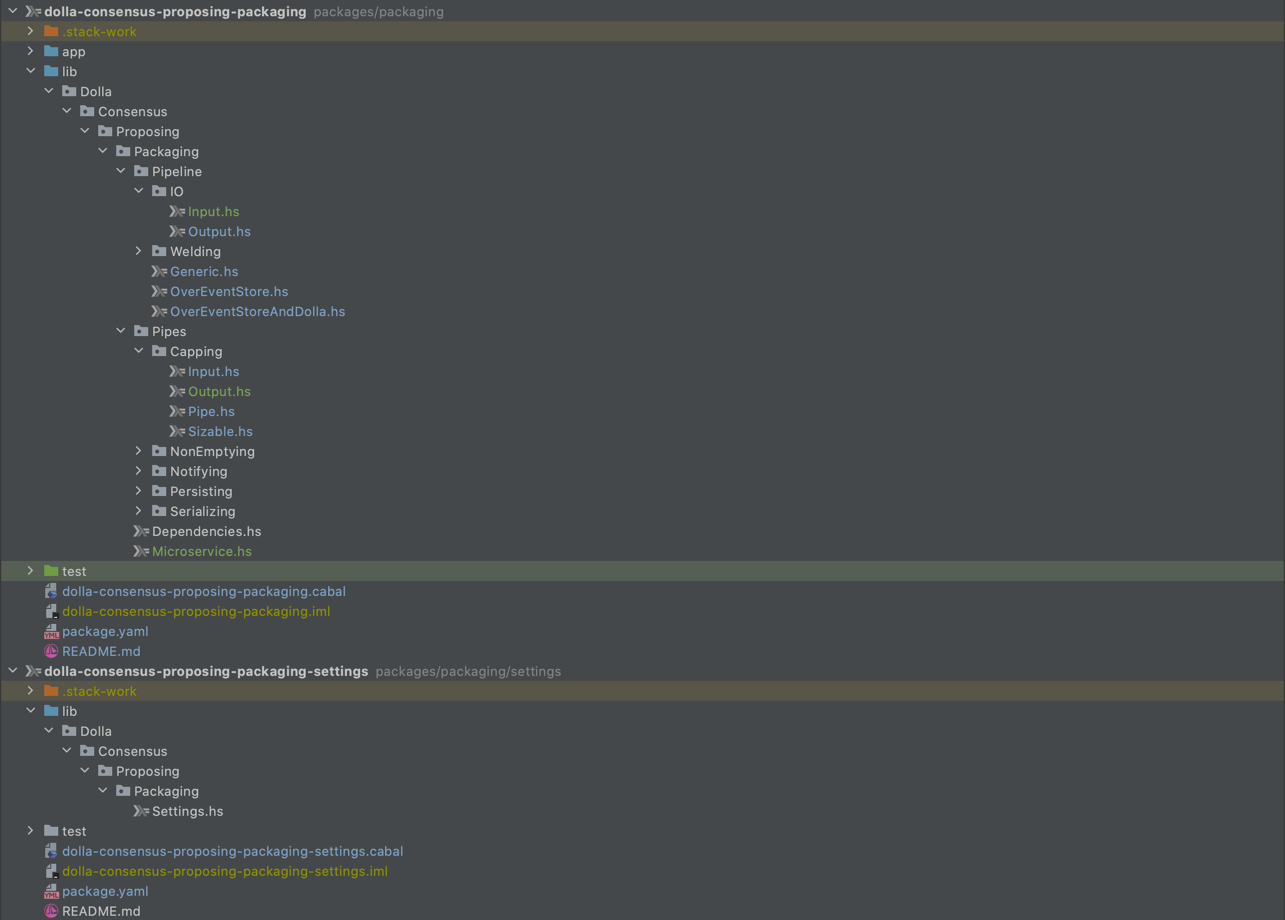 dolla-consensus-proposing-packaging packages/packaging
.stack-work
app
lib
Dolla
Consensus
Proposing
Packaging
Pipeline
IO
Input.hs
Output.hs
Welding
Generic.hs
OverEventStore.hs
OverEventStoreAndDolla.hs
Pipes
Capping
Input.hs
Output.hs
Pipe.hs
Sizable.hs
NonEmptying
Notifying
Persisting
Serializing
Dependencies.hs
Microservice.hs
test
dolla-consensus-proposing-packaging.cabal
dolla-consensus-proposing-packaging.iml
package.yaml
README.md
dolla-consensus-proposing-packaging-settings packages/packaging/settings
.stack-work
lib
Dolla
Consensus
Proposing
Packaging
Settings.hs
test
dolla-consensus-proposing-packaging-settings.cabal
dolla-consensus-proposing-packaging-settings.iml
package.yaml
README.md